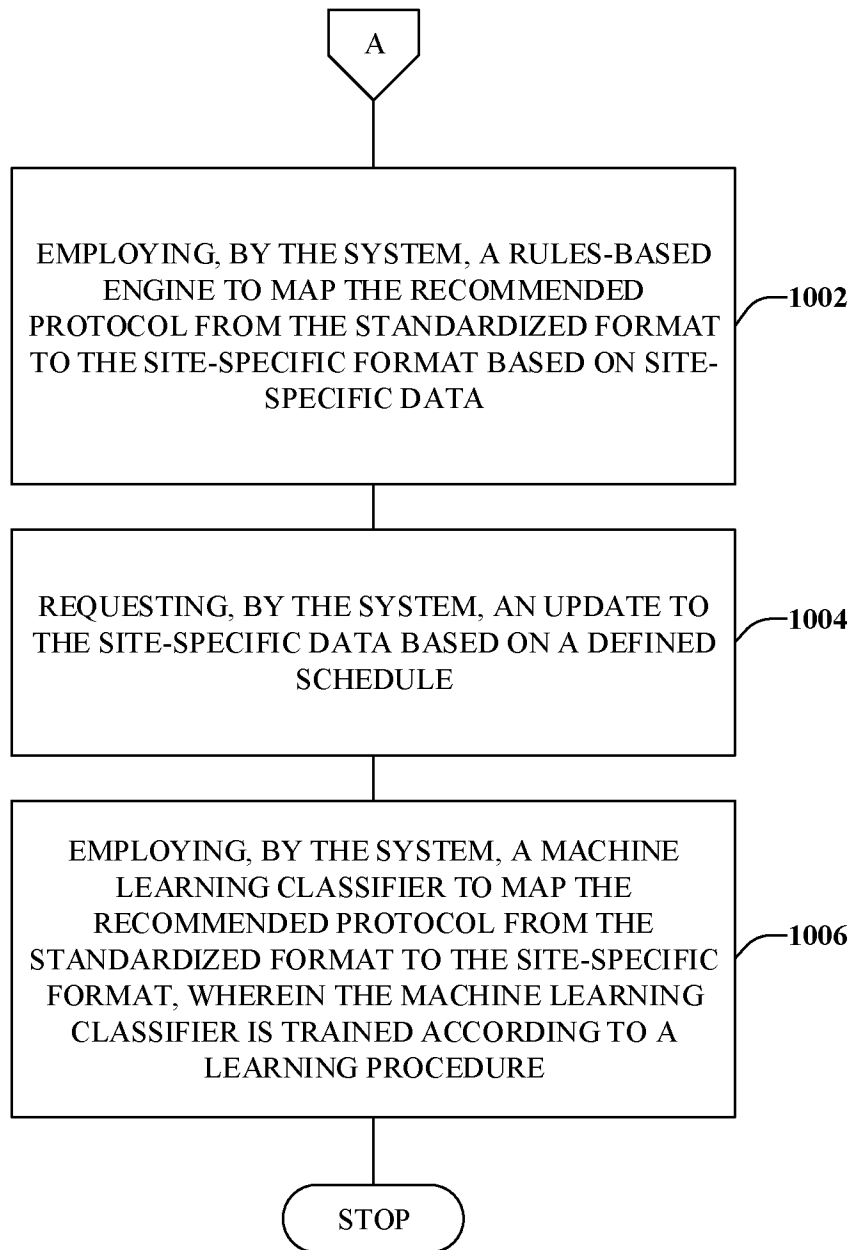 A
EMPLOYING, BY THE SYSTEM, A RULES-BASED
ENGINE TO MAP THE RECOMMENDED
PROTOCOL FROM THE STANDARDIZED FORMAT
TO THE SITE-SPECIFIC FORMAT BASED ON SITE-
SPECIFIC DATA
1002
REQUESTING, BY THE SYSTEM, AN UPDATE TO
THE SITE-SPECIFIC DATA BASED ON A DEFINED
SCHEDULE
1004
EMPLOYING, BY THE SYSTEM, A MACHINE
LEARNING CLASSIFIER TO MAP THE
RECOMMENDED PROTOCOL FROM THE
STANDARDIZED FORMAT TO THE SITE-SPECIFIC
FORMAT, WHEREIN THE MACHINE LEARNING
CLASSIFIER IS TRAINED ACCORDING TO A
LEARNING PROCEDURE
1006
STOP